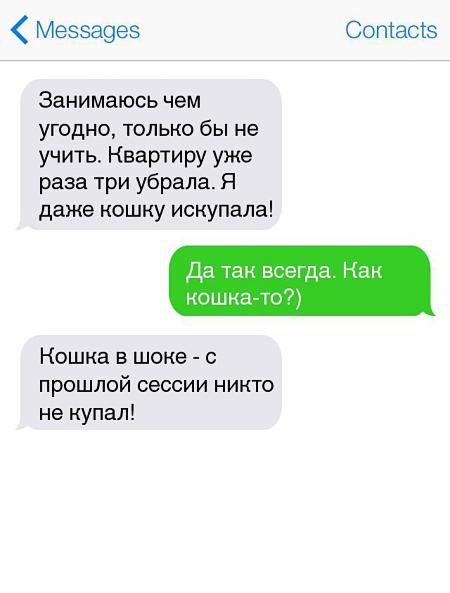 Messages Contacts
Занимаюсь чем
угодно, только бы не
учить. Квартиру уже
раза три убрала. Я
даже кошку искупала!
Да так всегда. Как
кошка-то?)
Кошка в шоке - с
прошлой сессии никто
не купал!